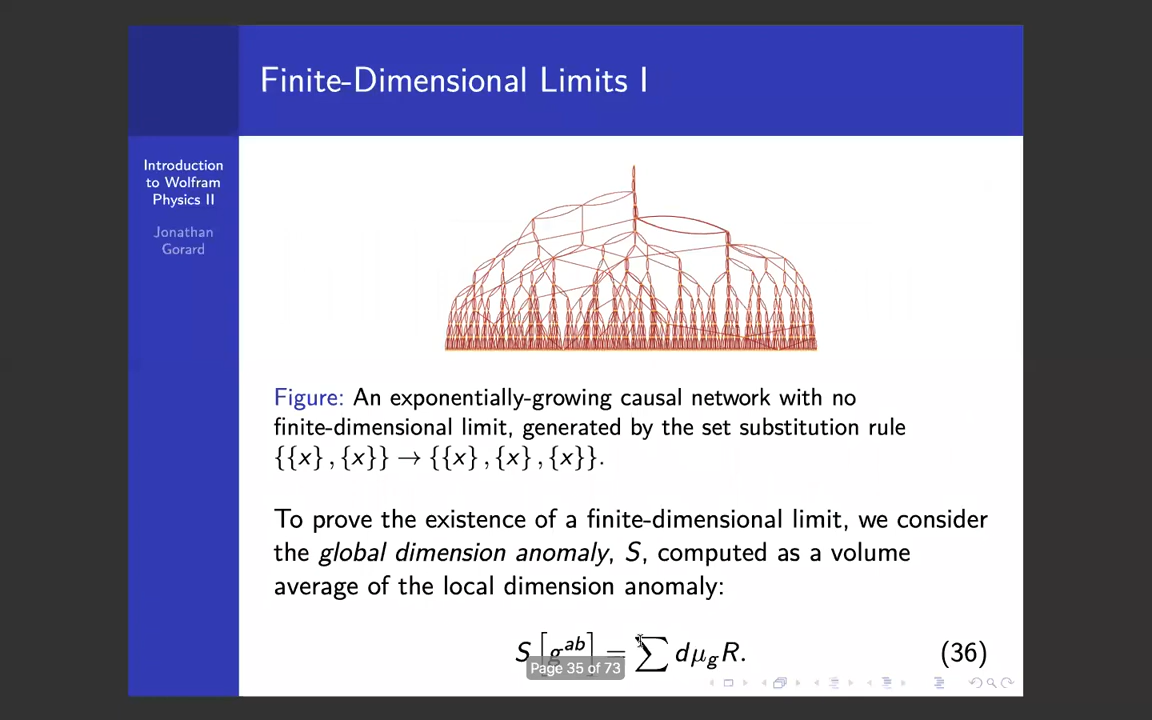 Finite-Dimensional Limits I
Introduction
to Wolfram
Physics II
Jonathan
Gorard
Figure: An exponentially-growing causal network with no
finite-dimensional limit, generated by the set substitution rule
{{x} , {x}} → {{x} , {x} , {x}}.
To prove the existence of a finite-dimensional limit, we consider
the global dimension anomaly, S, computed as a volume
average of the local dimension anomaly:
S [g^{ab}] = ∑ dμ_g R. (36)
Page 35 of 73